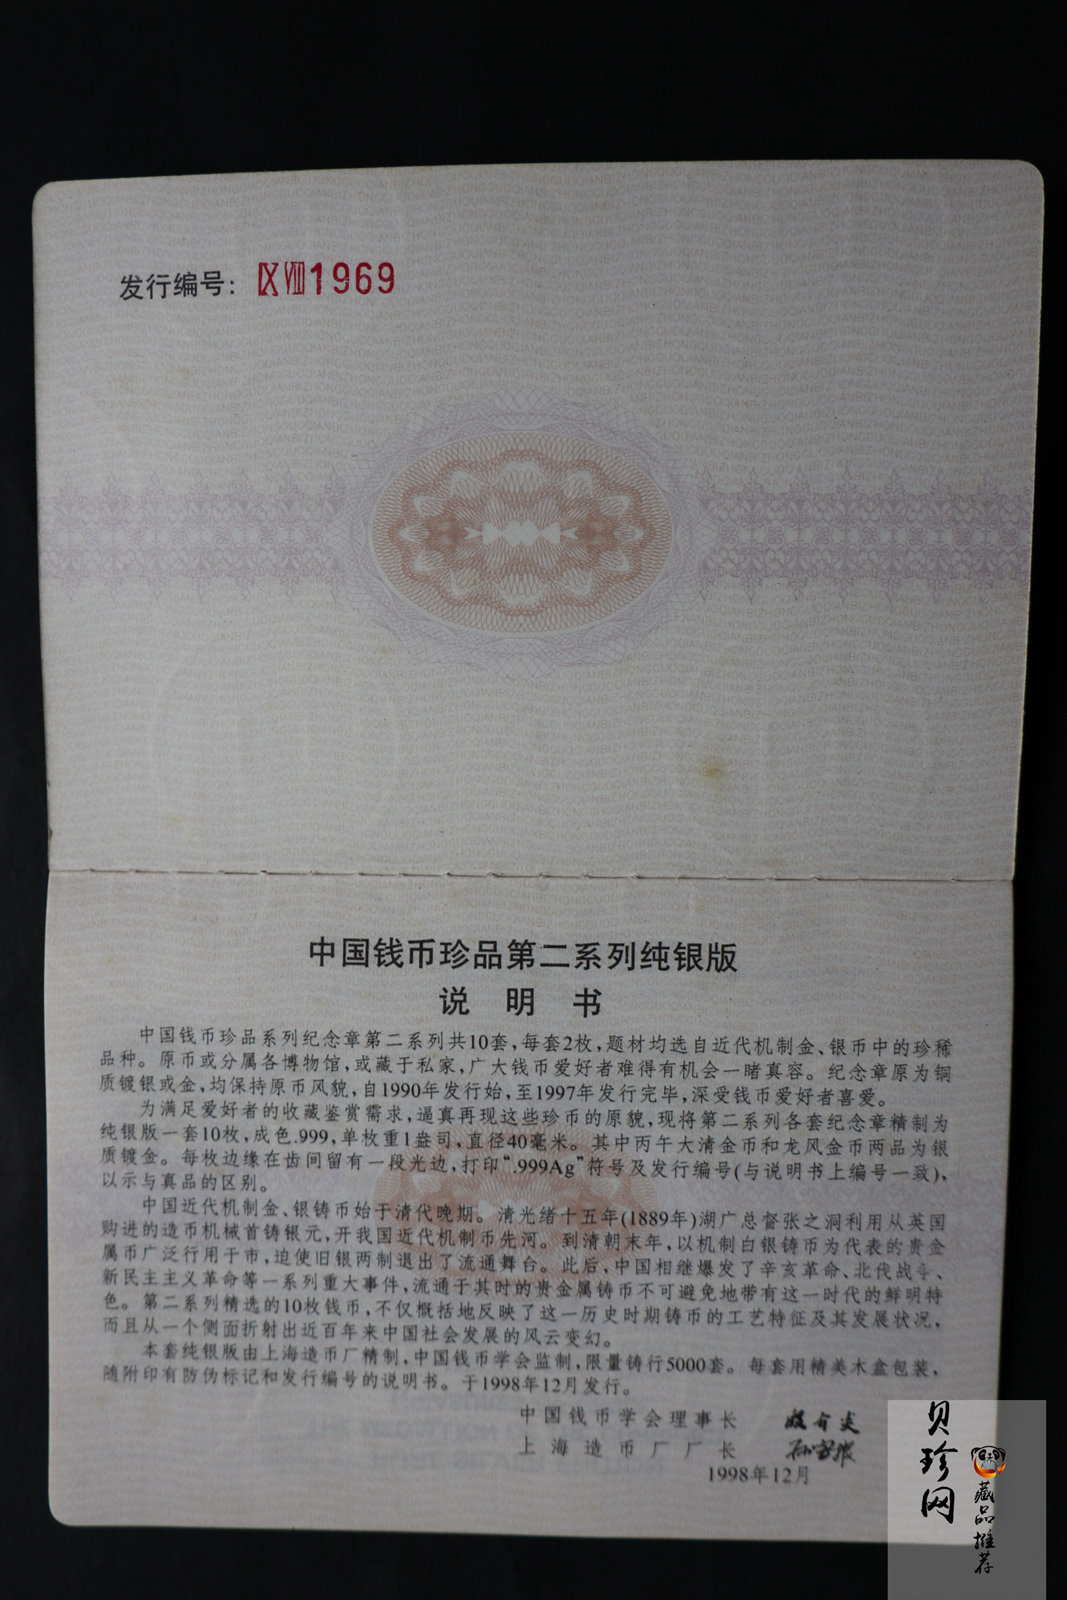 发行编号：ⅨⅧ1969
中国钱币珍品第二系列纯银版
说 明 书
中国钱币珍品系列纪念章第二系列共10套，每套2枚，题材均选自近代机制金、银币中的珍稀
品种。原币或分属各博物馆，或藏于私家，广大钱币爱好者难得有机会一睹真容。纪念章原为铜
质镀银或金，均保持原币风貌，自1990年发行始，至1997年发行完毕，深受钱币爱好者喜爱。
为满足爱好者的收藏鉴赏需求，逼真再现这些珍币的原貌，现将第二系列各套纪念章精制为
纯银版一套10枚，成色.999，单枚重1盎司，直径40毫米。其中丙午大清金币和龙凤金币两品为银
质镀金。每枚边缘在齿间留有一段光边，打印“.999Ag”符号及发行编号(与说明书上编号一致)，
以示与真品的区别。
中国近代机制金、银铸币始于清代晚期。清光绪十五年(1889年)湖广总督张之洞利用从英国
购进的造币机械首铸银元，开我国近代机制币先河。到清朝末年，以机制白银铸币为代表的贵金
属币广泛行用于市，迫使旧银两制退出了流通舞台。此后，中国相继爆发了辛亥革命、北伐战争、
新民主主义革命等一系列重大事件，流通于其时的贵金属铸币不可避免地带有这一时代的鲜明特
色。第二系列精选的10枚钱币，不仅概括地反映了这一历史时期铸币的工艺特征及其发展状况，
而且从一个侧面折射出近百年来中国社会发展的风云变幻。
本套纯银版由上海造币厂精制，中国钱币学会监制，限量铸行5000套。每套用精美木盒包装，
随附印有防伪标记和发行编号的说明书。于1998年12月发行。
中国钱币学会理事长
上海造币厂厂长
1998年12月
贝珍网
藏品推荐